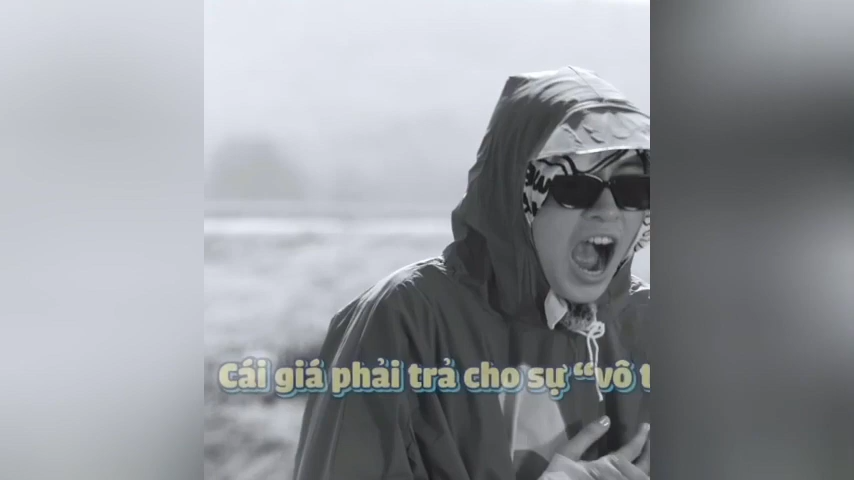 Cái giá phải trả cho sự “vô